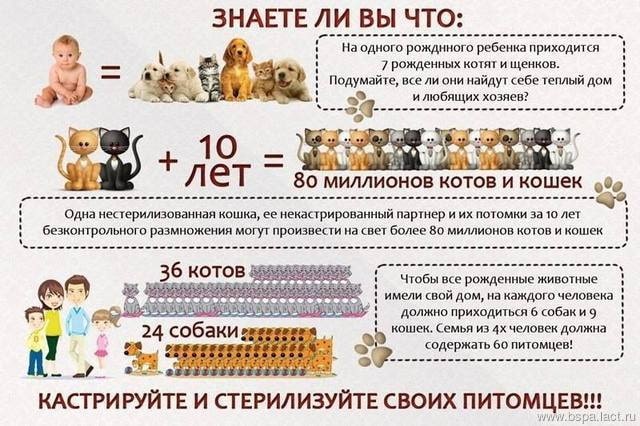 ЗНАЕТЕ ЛИ ВЫ ЧТО:
На одного рожднного ребенка приходится
7 рожденных котят и щенков.
Подумайте, все ли они найдут себе теплый дом
и любящих хозяев?
=
+ 10 лет =
80 миллионов котов и кошек
Одна нестерилизованная кошка, ее некастрированный партнер и их потомки за 10 лет
безконтрольного размножения могут произвести на свет более 80 миллионов котов и кошек
36 котов
24 собаки
Чтобы все рожденные животные
имели свой дом, на каждого человека
должно приходиться 6 собак и 9
кошек. Семья из 4х человек должна
содержать 60 питомцев!
КАСТРИРУЙТЕ И СТЕРИЛИЗУЙТЕ СВОИХ ПИТОМЦЕВ!!!
www.bspa.lact.ru